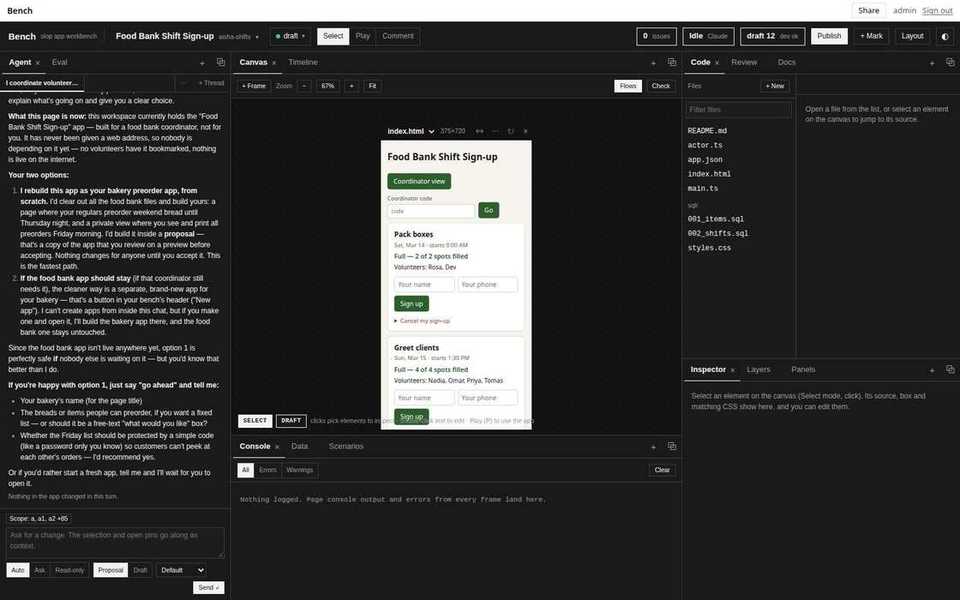 Bench
Share
admin
Sign out
Bench
slop app workbench
Food Bank Shift Sign-up
aisha-shifts
draft
Select
Play
Comment
0 issues
Idle Claude
draft 12 dev ok
Publish
+ Mark
Layout
Agent ×
Eval
I coordinate volunteer…
+ Thread
explain what's going on and give you a clear choice.
What this page is now: this workspace currently holds the "Food
Bank Shift Sign-up" app — built for a food bank coordinator, not for
you. It has never been given a web address, so nobody is
depending on it yet — no volunteers have it bookmarked, nothing
is live on the internet.
Your two options:
1. I rebuild this app as your bakery preorder app, from
scratch. I'd clear out all the food bank files and build yours: a
page where your regulars preorder weekend bread until
Thursday night, and a private view where you see and print all
preorders Friday morning. I'd build it inside a proposal —
that's a copy of the app that you review on a preview before
accepting. Nothing changes for anyone until you accept it. This
is the fastest path.
2. If the food bank app should stay (if that coordinator still
needs it), the cleaner way is a separate, brand-new app for
your bakery — that's a button in your bench's header ("New
app"). I can't create apps from inside this chat, but if you make
one and open it, I'll build the bakery app there, and the food
bank one stays untouched.
Since the food bank app isn't live anywhere yet, option 1 is
perfectly safe if nobody else is waiting on it — but you'd know that
better than I do.
If you're happy with option 1, just say "go ahead" and tell me:
• Your bakery's name (for the page title)
• The breads or items people can preorder, if you want a fixed
list — or should it be a free-text "what would you like" box?
• Whether the Friday list should be protected by a simple code
(like a password only you know) so customers can't peek at
each other's orders — I'd recommend yes.
Or if you'd rather start a fresh app, tell me and I'll wait for you to
open it.
Nothing in the app changed in this turn.
Scope: a, a1, a2 +85
Ask for a change. The selection and open pins go along as
context.
Auto
Ask
Read-only
Proposal
Draft
Default
Send
Canvas ×
Timeline
+ Frame
Zoom
−
67%
+
Fit
Flows
Check
index.html
375×720
Food Bank Shift Sign-up
Coordinator view
Coordinator code
code
Go
Pack boxes
Sat, Mar 14 · starts 9:00 AM
Full — 2 of 2 spots filled
Volunteers: Rosa, Dev
Your name
Your phone
Sign up
Cancel my sign-up
Greet clients
Sun, Mar 15 · starts 1:30 PM
Full — 4 of 4 spots filled
Volunteers: Nadia, Omar, Priya, Tomas
Your name
Your phone
Sign up
SELECT
DRAFT
clicks pick elements to
text to edit · Play (P) to use the app
Console ×
Data
Scenarios
All
Errors
Warnings
Clear
Nothing logged. Page console output and errors from every frame land here.
Code ×
Review
Docs
Files
+ New
Filter files
README.md
actor.ts
app.json
index.html
main.ts
sql/
001_items.sql
002_shifts.sql
styles.css
Open a file from the list, or select an element
on the canvas to jump to its source.
Inspector ×
Layers
Panels
Select an element on the canvas (Select mode, click). Its source, box and
matching CSS show here, and you can edit them.